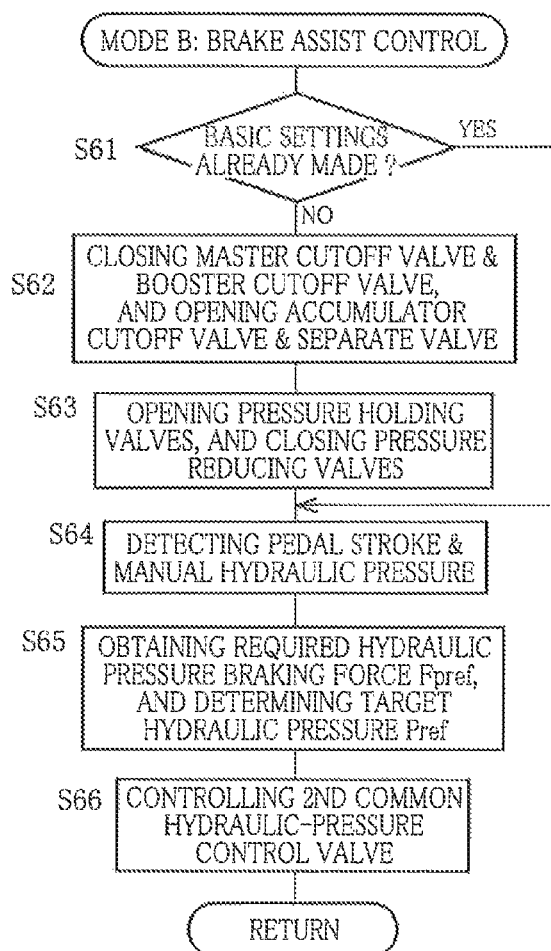 MODE B: BRAKE ASSIST CONTROL
S61
BASIC SETTINGS
ALREADY MADE ?
YES
NO
S62
CLOSING MASTER CUTOFF VALVE &
BOOSTER CUTOFF VALVE,
AND OPENING ACCUMULATOR
CUTOFF VALVE & SEPARATE VALVE
S63
OPENING PRESSURE HOLDING
VALVES, AND CLOSING PRESSURE
REDUCING VALVES
S64
DETECTING PEDAL STROKE &
MANUAL HYDRAULIC PRESSURE
S65
OBTAINING REQUIRED HYDRAULIC
PRESSURE BRAKING FORCE Fpref,
AND DETERMINING TARGET
HYDRAULIC PRESSURE Pref
S66
CONTROLLING 2ND COMMON
HYDRAULIC-PRESSURE
CONTROL VALVE
RETURN